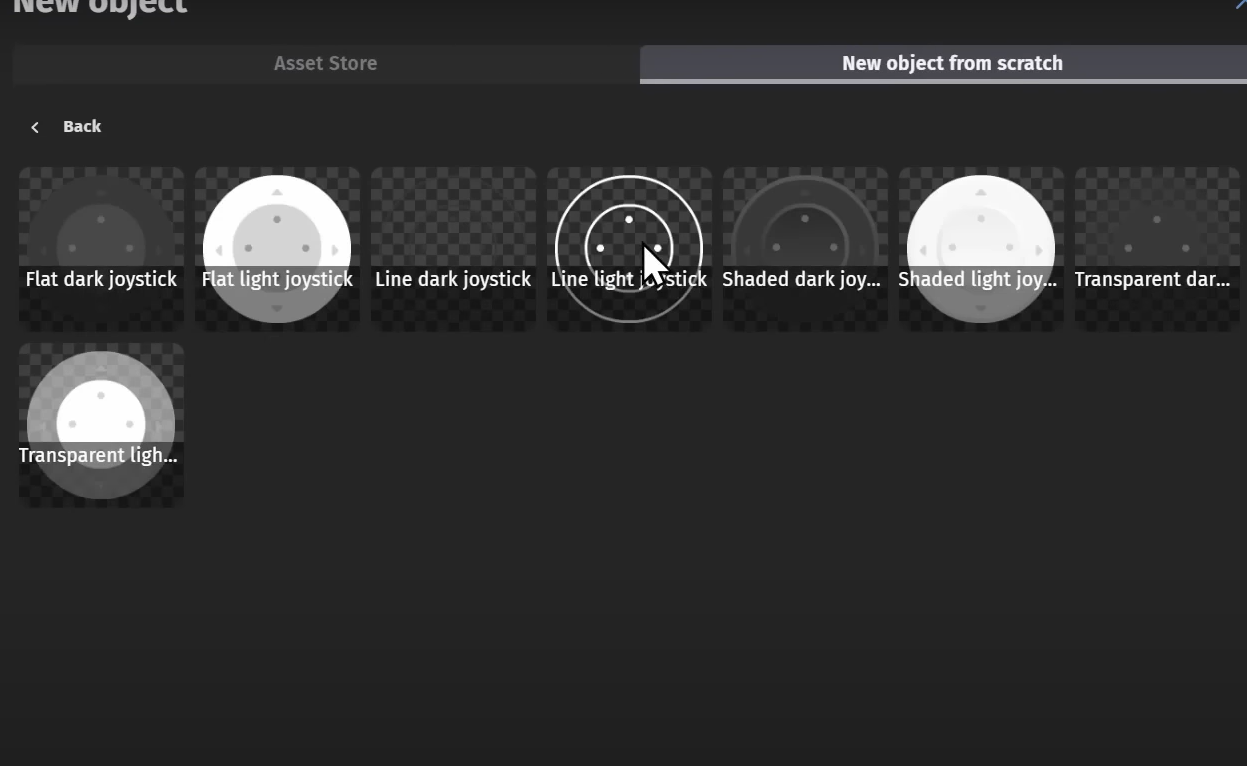 New object
Asset Store
New object from scratch
Back
Flat dark joystick
Flat light joystick
Line dark joystick
Line light joystick
Shaded dark joy...
Shaded light joy...
Transparent dar...
Transparent ligh...